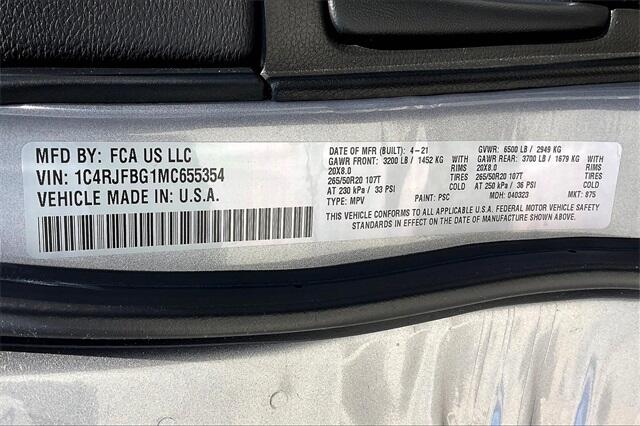 MFD BY: FCA US LLC
VIN: 1C4RJFBG1MC655354
VEHICLE MADE IN: U.S.A.
DATE OF MFR (BUILT): 4-21 GVWR: 6500 LB / 2949 KG
GAWR FRONT: 3200 LB / 1452 KG WITH GAWR REAR: 3700 LB / 1679 KG WITH
20X8.0 RIMS 20X8.0 RIMS
265/50R20 107T TIRES 265/50R20 107T TIRES
AT 230 kPa / 33 PSI COLD AT 250 kPa / 36 PSI COLD
TYPE: MPV PAINT: PSC MDH: 040323 MKT: 875
THIS VEHICLE CONFORMS TO ALL APPLICABLE U.S.A. FEDERAL MOTOR VEHICLE SAFETY
STANDARDS IN EFFECT ON THE DATE OF MANUFACTURE SHOWN ABOVE.